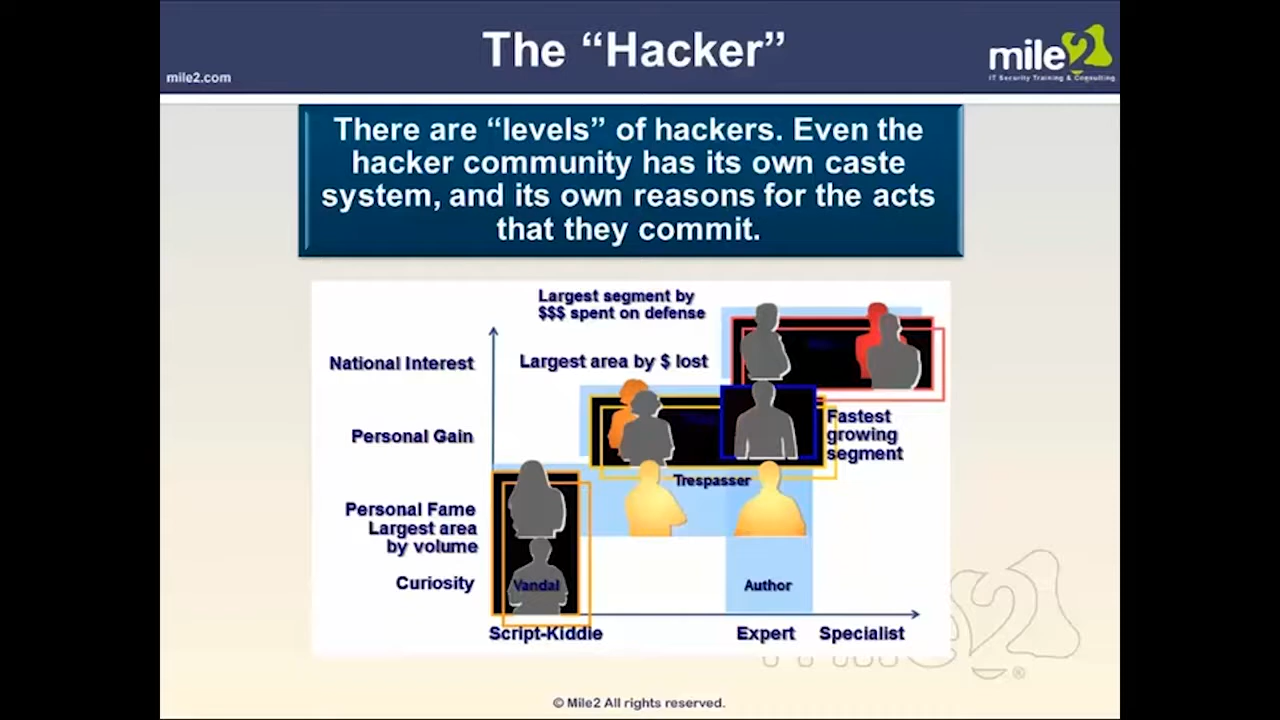 The “Hacker”
mile2.com
mile2
IT Security Training & Consulting
There are “levels” of hackers. Even the
hacker community has its own caste
system, and its own reasons for the acts
that they commit.
Largest segment by
$$$ spent on defense
National Interest
Largest area by $ lost
Personal Gain
Fastest
growing
segment
Trespasser
Personal Fame
Largest area
by volume
Curiosity
Vandal
Author
Script-Kiddie
Expert
Specialist
mile2
®
© Mile2 All rights reserved.